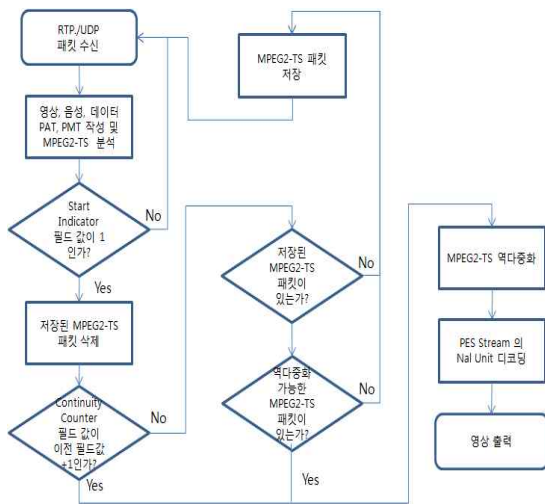 RTP./UDP
패킷 수신
영상, 음성, 데이터
PAT, PMT 작성 및
MPEG2-TS 분석
Start
Indicator
필드 값이 1
인가?
No
Yes
저장된 MPEG2-TS
패킷 삭제
Continuity
Counter
필드 값이
이전 필드값
+1인가?
No
Yes
MPEG2-TS 패킷
저장
저장된
MPEG2-TS
패킷이
있는가?
No
역다중화
가능한
MPEG2-TS
패킷이
있는가?
No
Yes
MPEG2-TS 역다중화
PES Stream 의
Nal Unit 디코딩
영상 출력